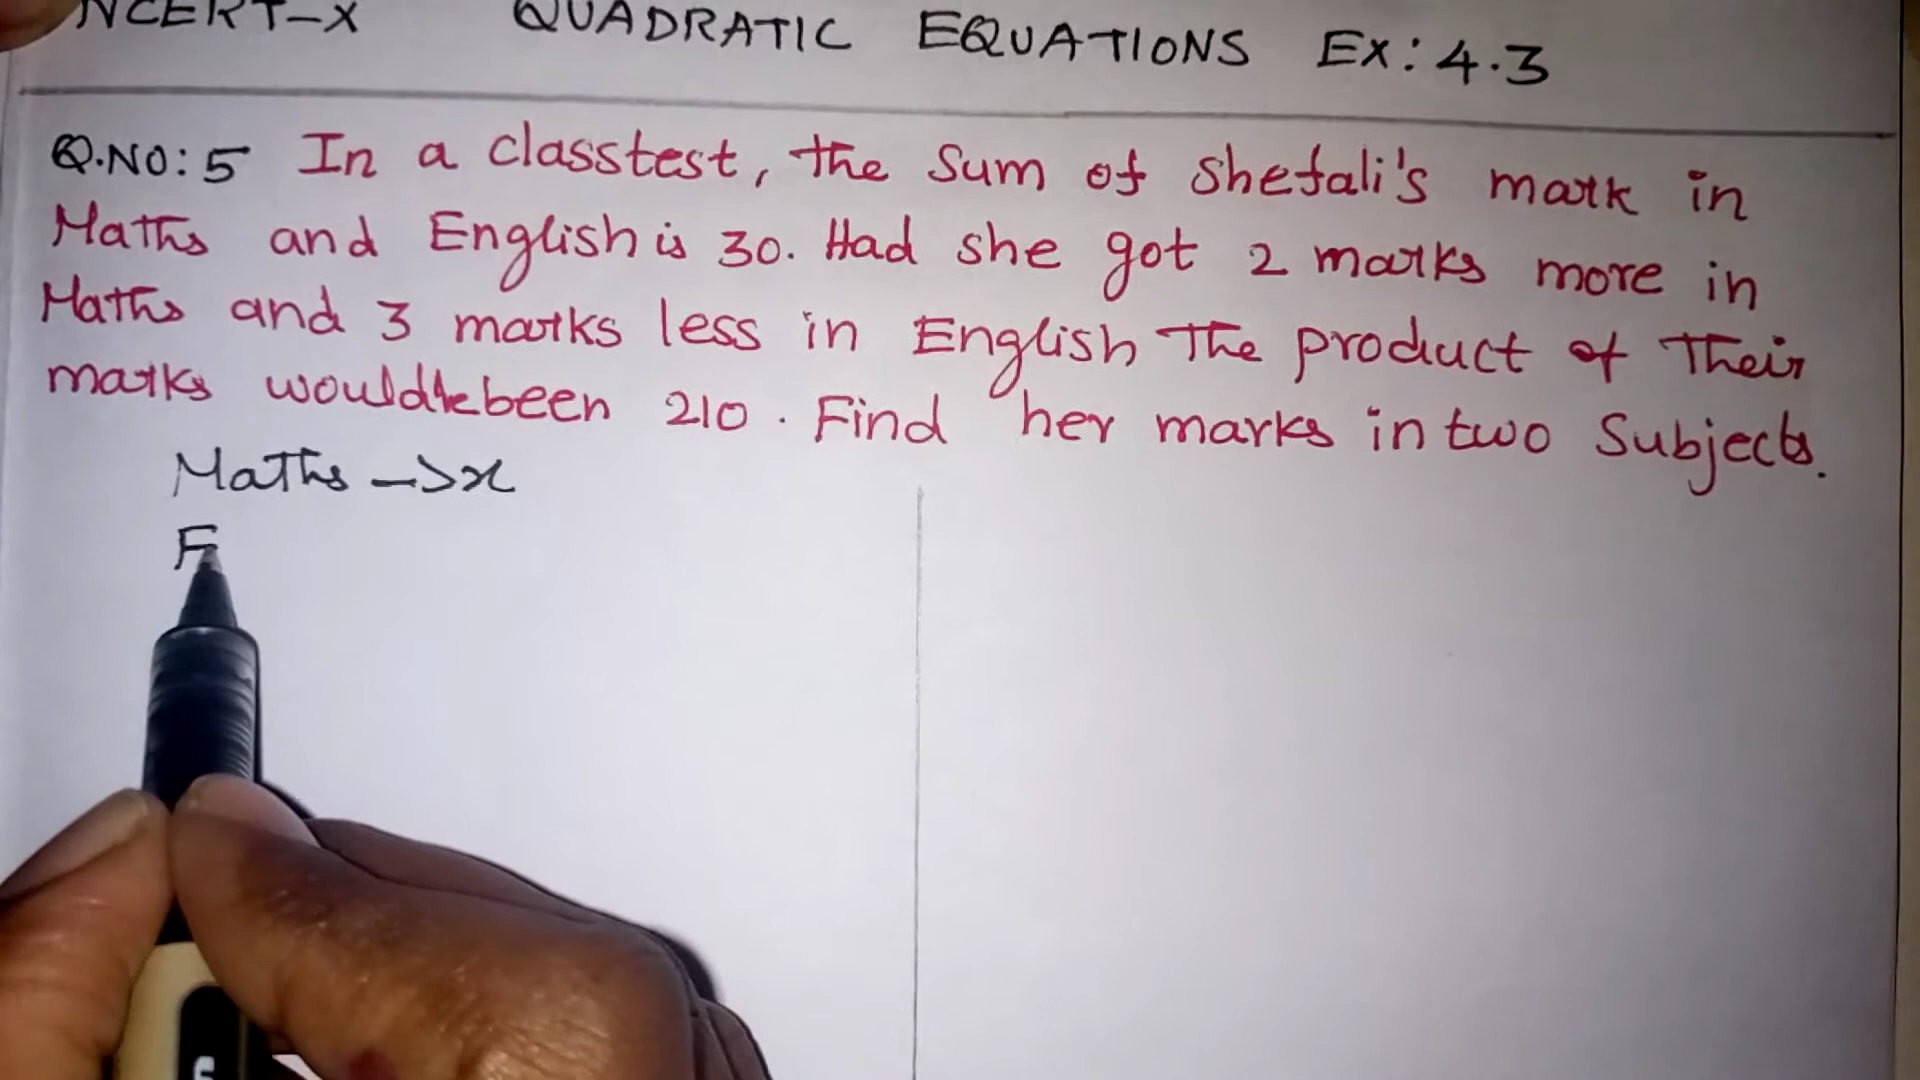 NCERT-X QUADRATIC EQUATIONS EX: 4.3
Q.NO: 5 In a classtest, the Sum of Shefali's mark in
Maths and English is 30. Had she got 2 marks more in
Maths and 3 marks less in English The product of Their
marks would been 210. Find her marks in two Subjects.
Maths -> x
E